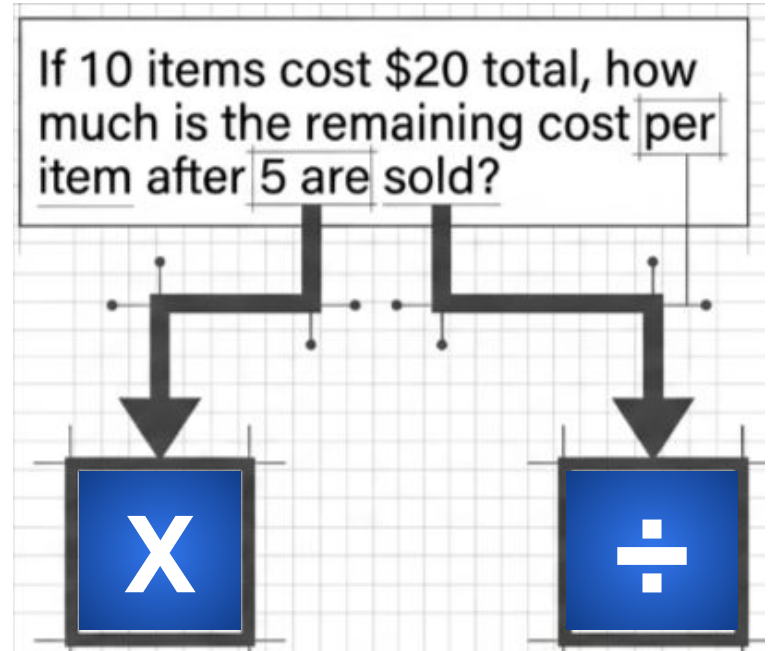 If 10 items cost $20 total, how
much is the remaining cost per
item after 5 are sold?
X ÷